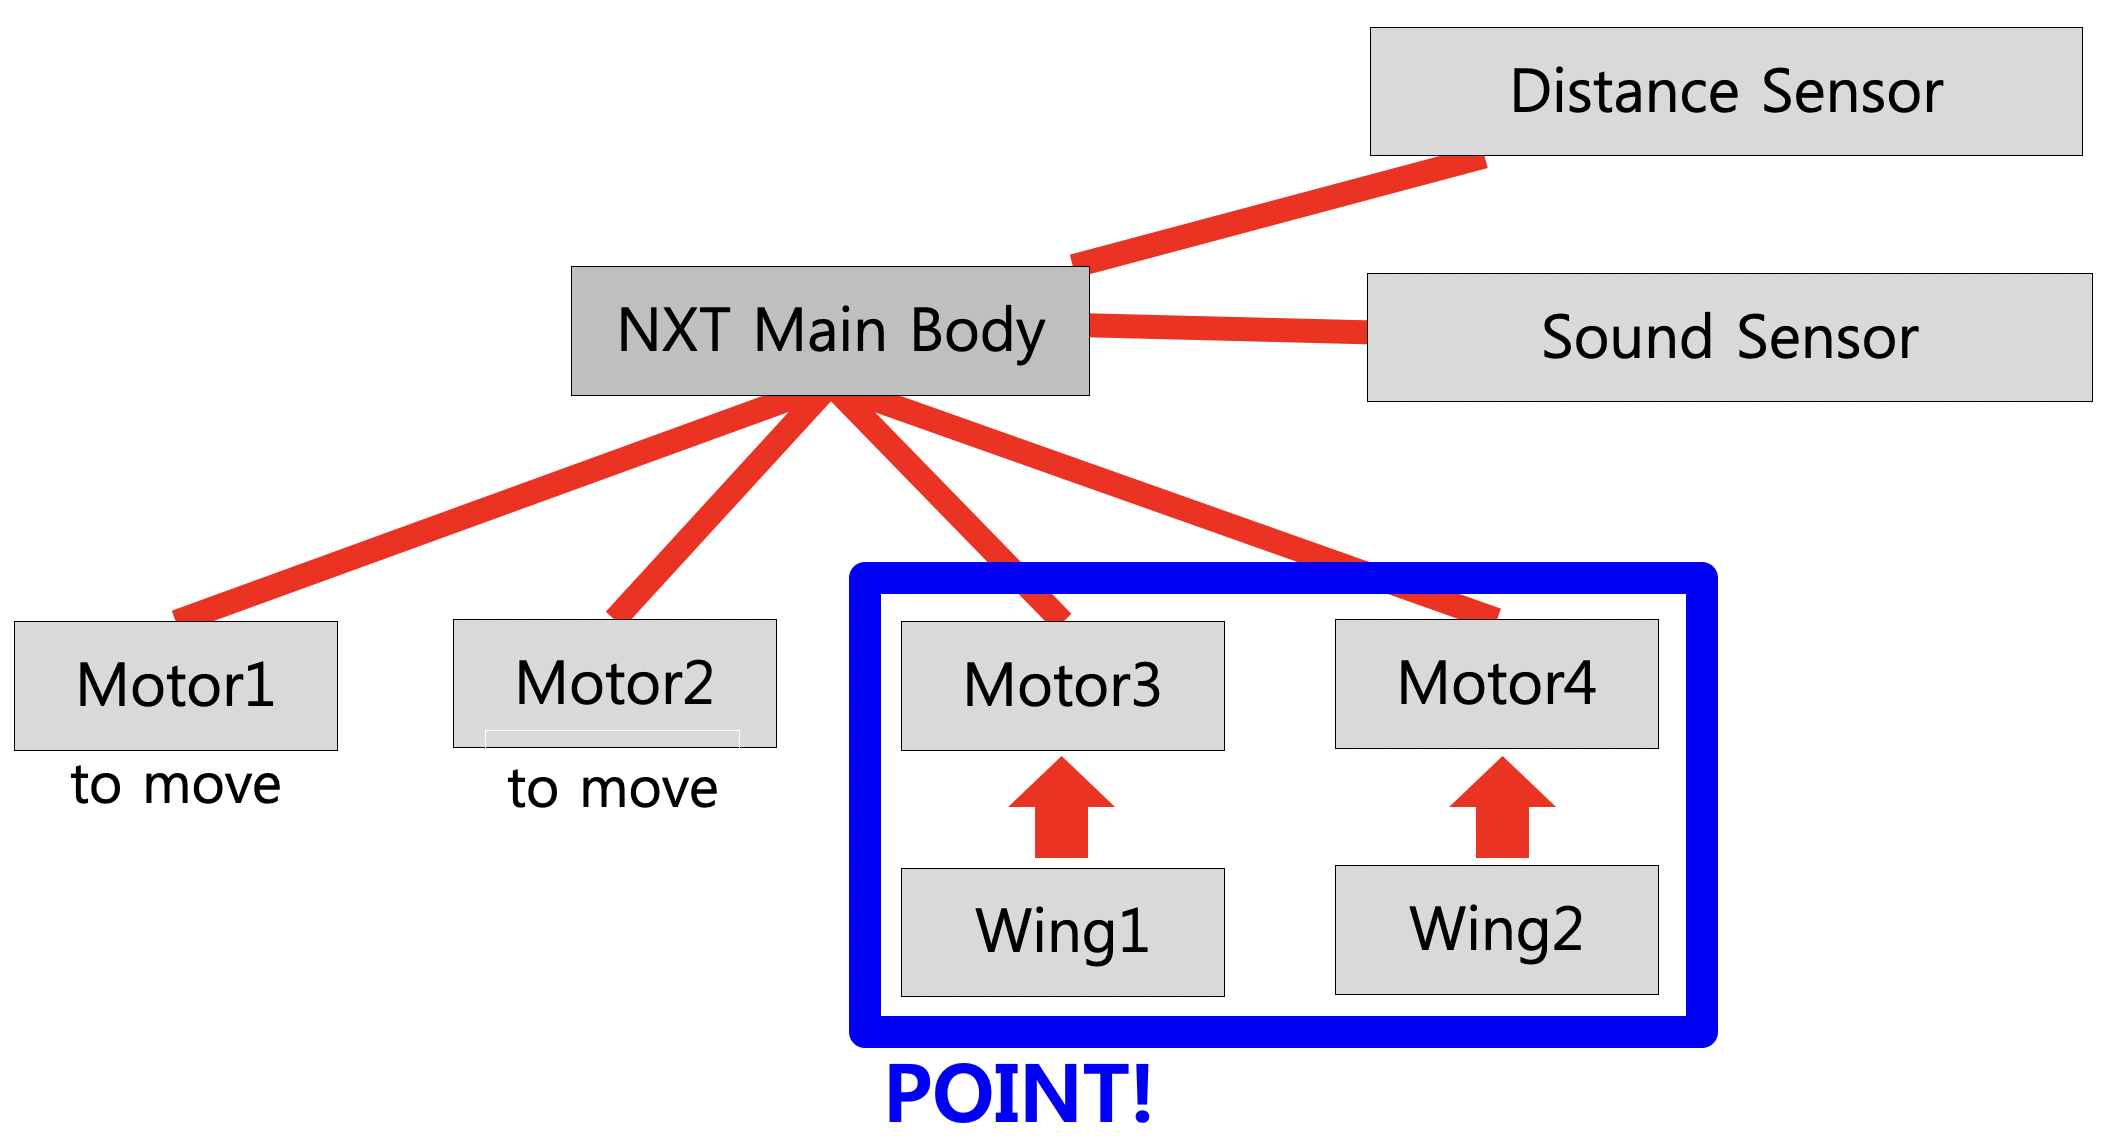 Distance Sensor
NXT Main Body
Sound Sensor
Motor1
Motor2
Motor3
Motor4
to move
to move
Wing1
Wing2
POINT!